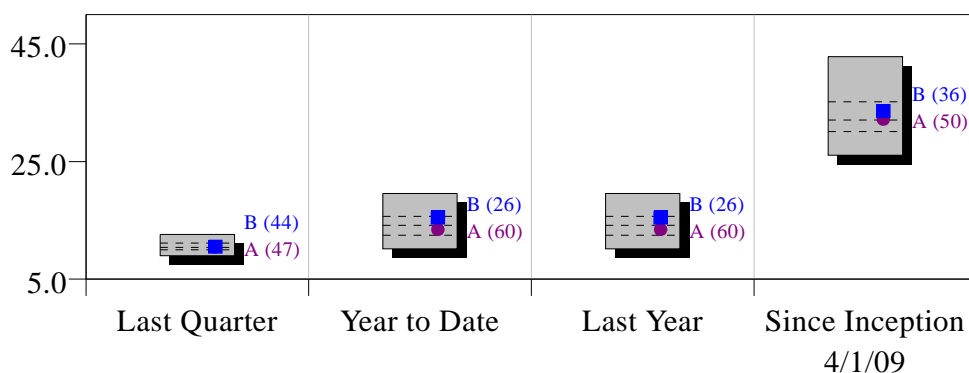 45.0
25.0
5.0
B (44)
A (47)
B (26)
A (60)
B (26)
A (60)
B (36)
A (50)
Last Quarter
Year to Date
Last Year
Since Inception
4/1/09